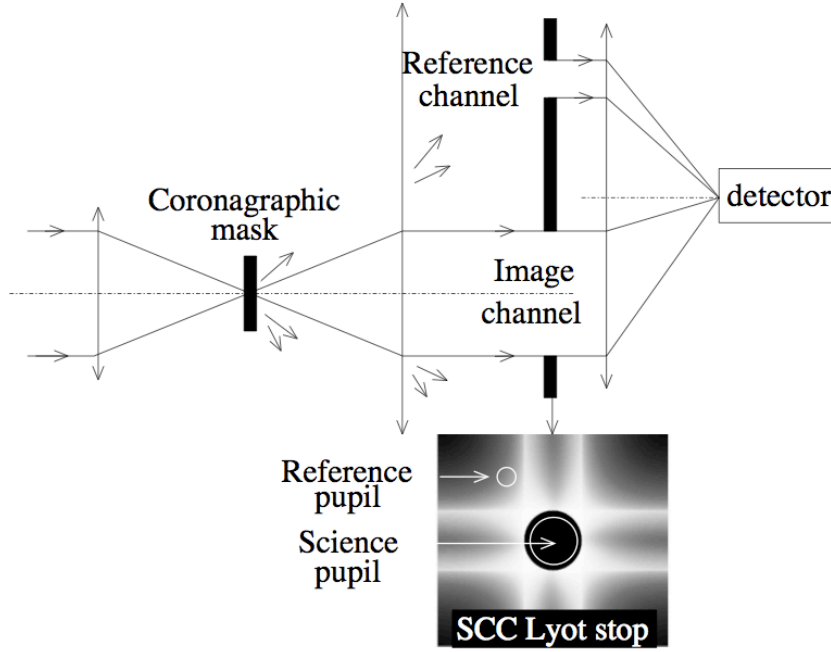 Reference
channel
Coronagraphic
mask
detector
Image
channel
Reference
pupil
Science
pupil
SCC Lyot stop